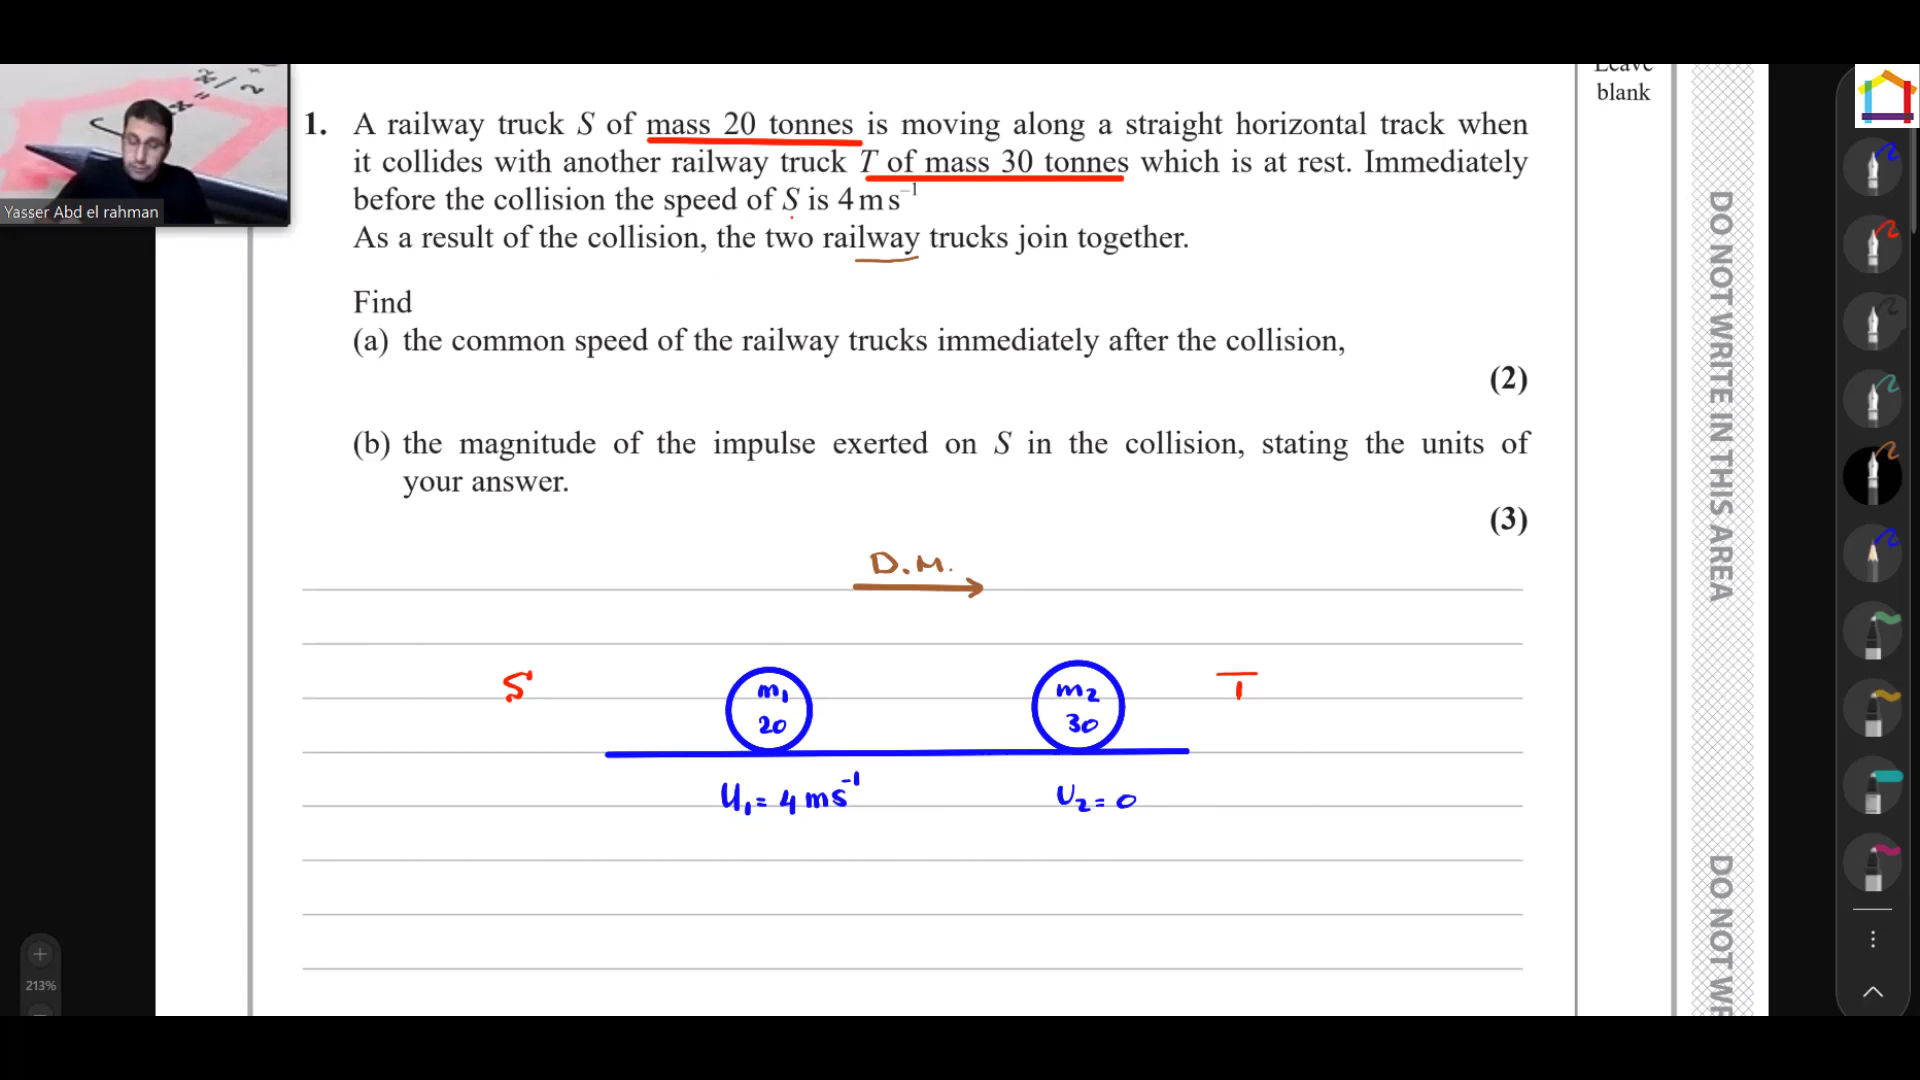 Leave
blank
1. A railway truck S of mass 20 tonnes is moving along a straight horizontal track when
it collides with another railway truck T of mass 30 tonnes which is at rest. Immediately
before the collision the speed of S is 4 m s⁻¹
As a result of the collision, the two railway trucks join together.
Find
(a) the common speed of the railway trucks immediately after the collision,
(2)
(b) the magnitude of the impulse exerted on S in the collision, stating the units of
your answer.
(3)
D.M.
S
m₁
20
m₂
30
T
U₁ = 4 ms⁻¹
U₂ = 0
Yasser Abd el rahman
213%
DO NOT WRITE IN THIS AREA
DO NOT WR